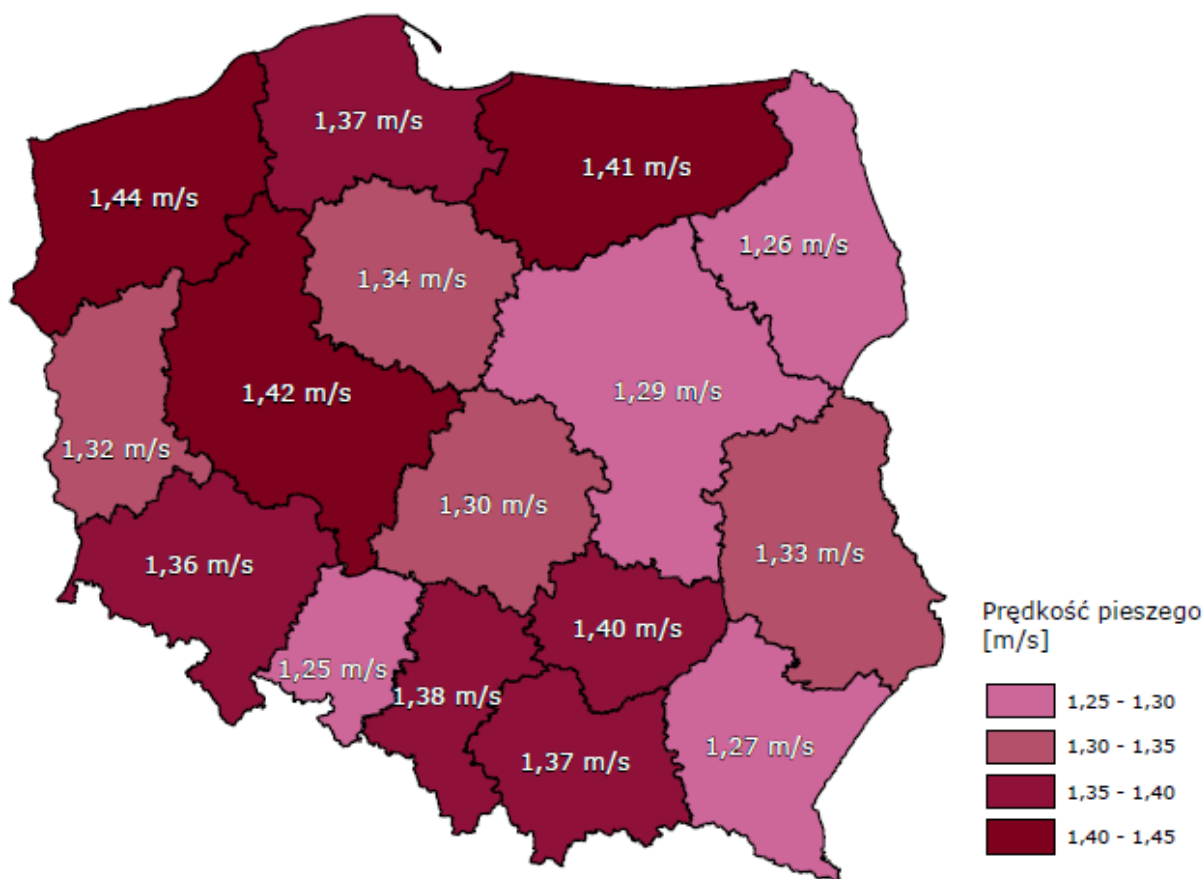 1,37 m/s
1,41 m/s
1,44 m/s
1,26 m/s
1,34 m/s
1,42 m/s
1,29 m/s
1,32 m/s
1,30 m/s
1,33 m/s
1,36 m/s
1,40 m/s
1,25 m/s
1,38 m/s
1,27 m/s
1,37 m/s
Prędkość pieszego
[m/s]
1,25 - 1,30
1,30 - 1,35
1,35 - 1,40
1,40 - 1,45